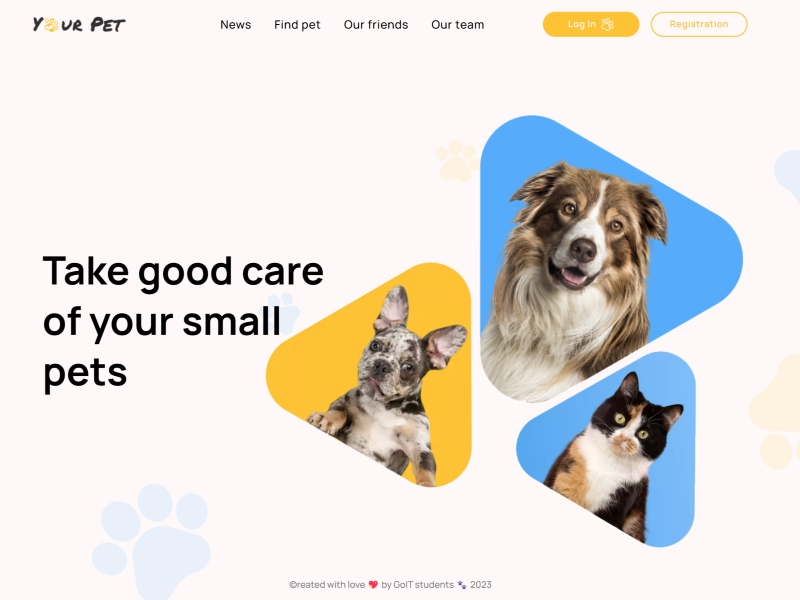 Your Pet
News Find pet Our friends Our team Log In Registration
Take good care
of your small
pets
©reated with love 💖 by GoIT students 🐾 2023